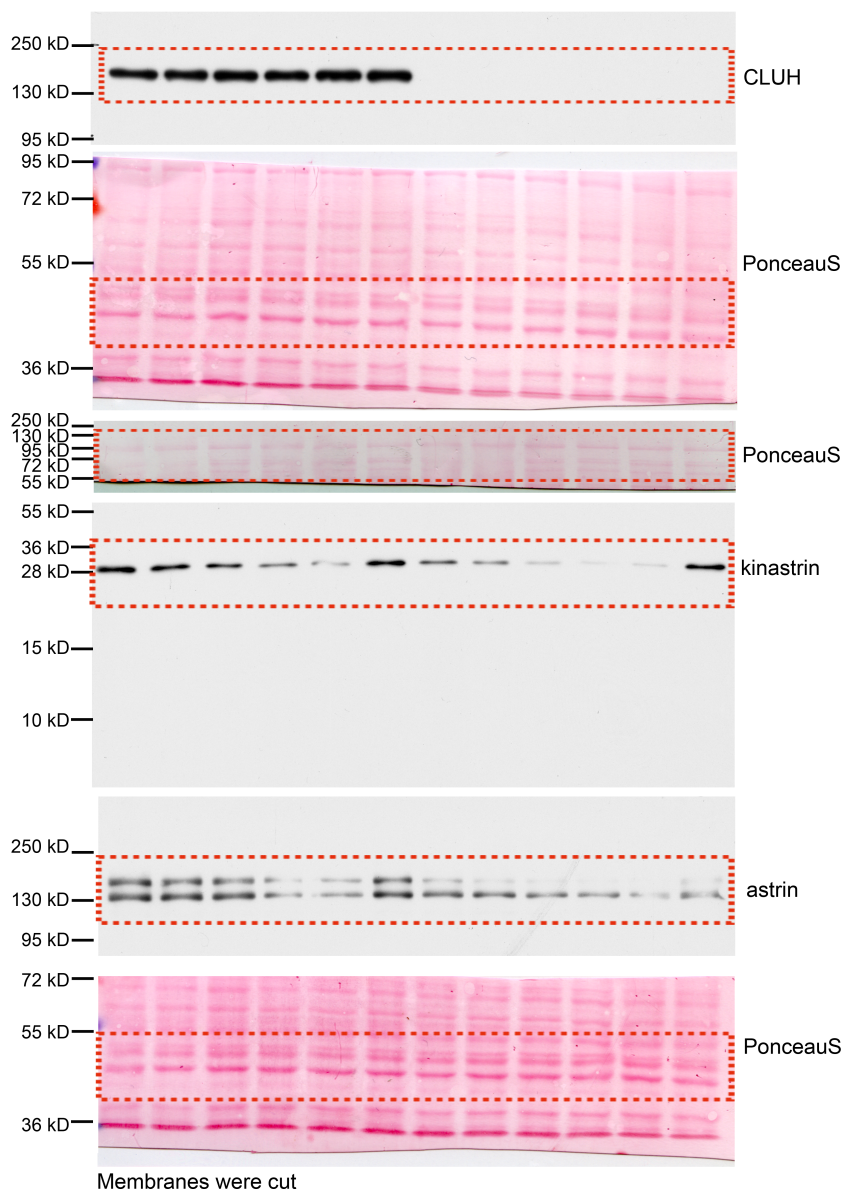 250 kD
130 kD
CLUH
95 kD
95 kD
72 kD
55 kD
PonceauS
36 kD
250 kD
130 kD
95 kD
PonceauS
72 kD
55 kD
55 kD
36 kD
kinastrin
28 kD
15 kD
10 kD
250 kD
astrin
130 kD
95 kD
72 kD
55 kD
PonceauS
36 kD
Membranes were cut